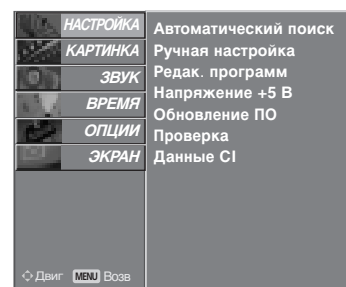 НАСТРОЙКА
КАРТИНКА
ЗВУК
ВРЕМЯ
ОПЦИИ
ЭКРАН
Автоматический поиск
Ручная настройка
Редак. программ
Напряжение +5 В
Обновление ПО
Проверка
Данные CI
Двиг MENU Возв